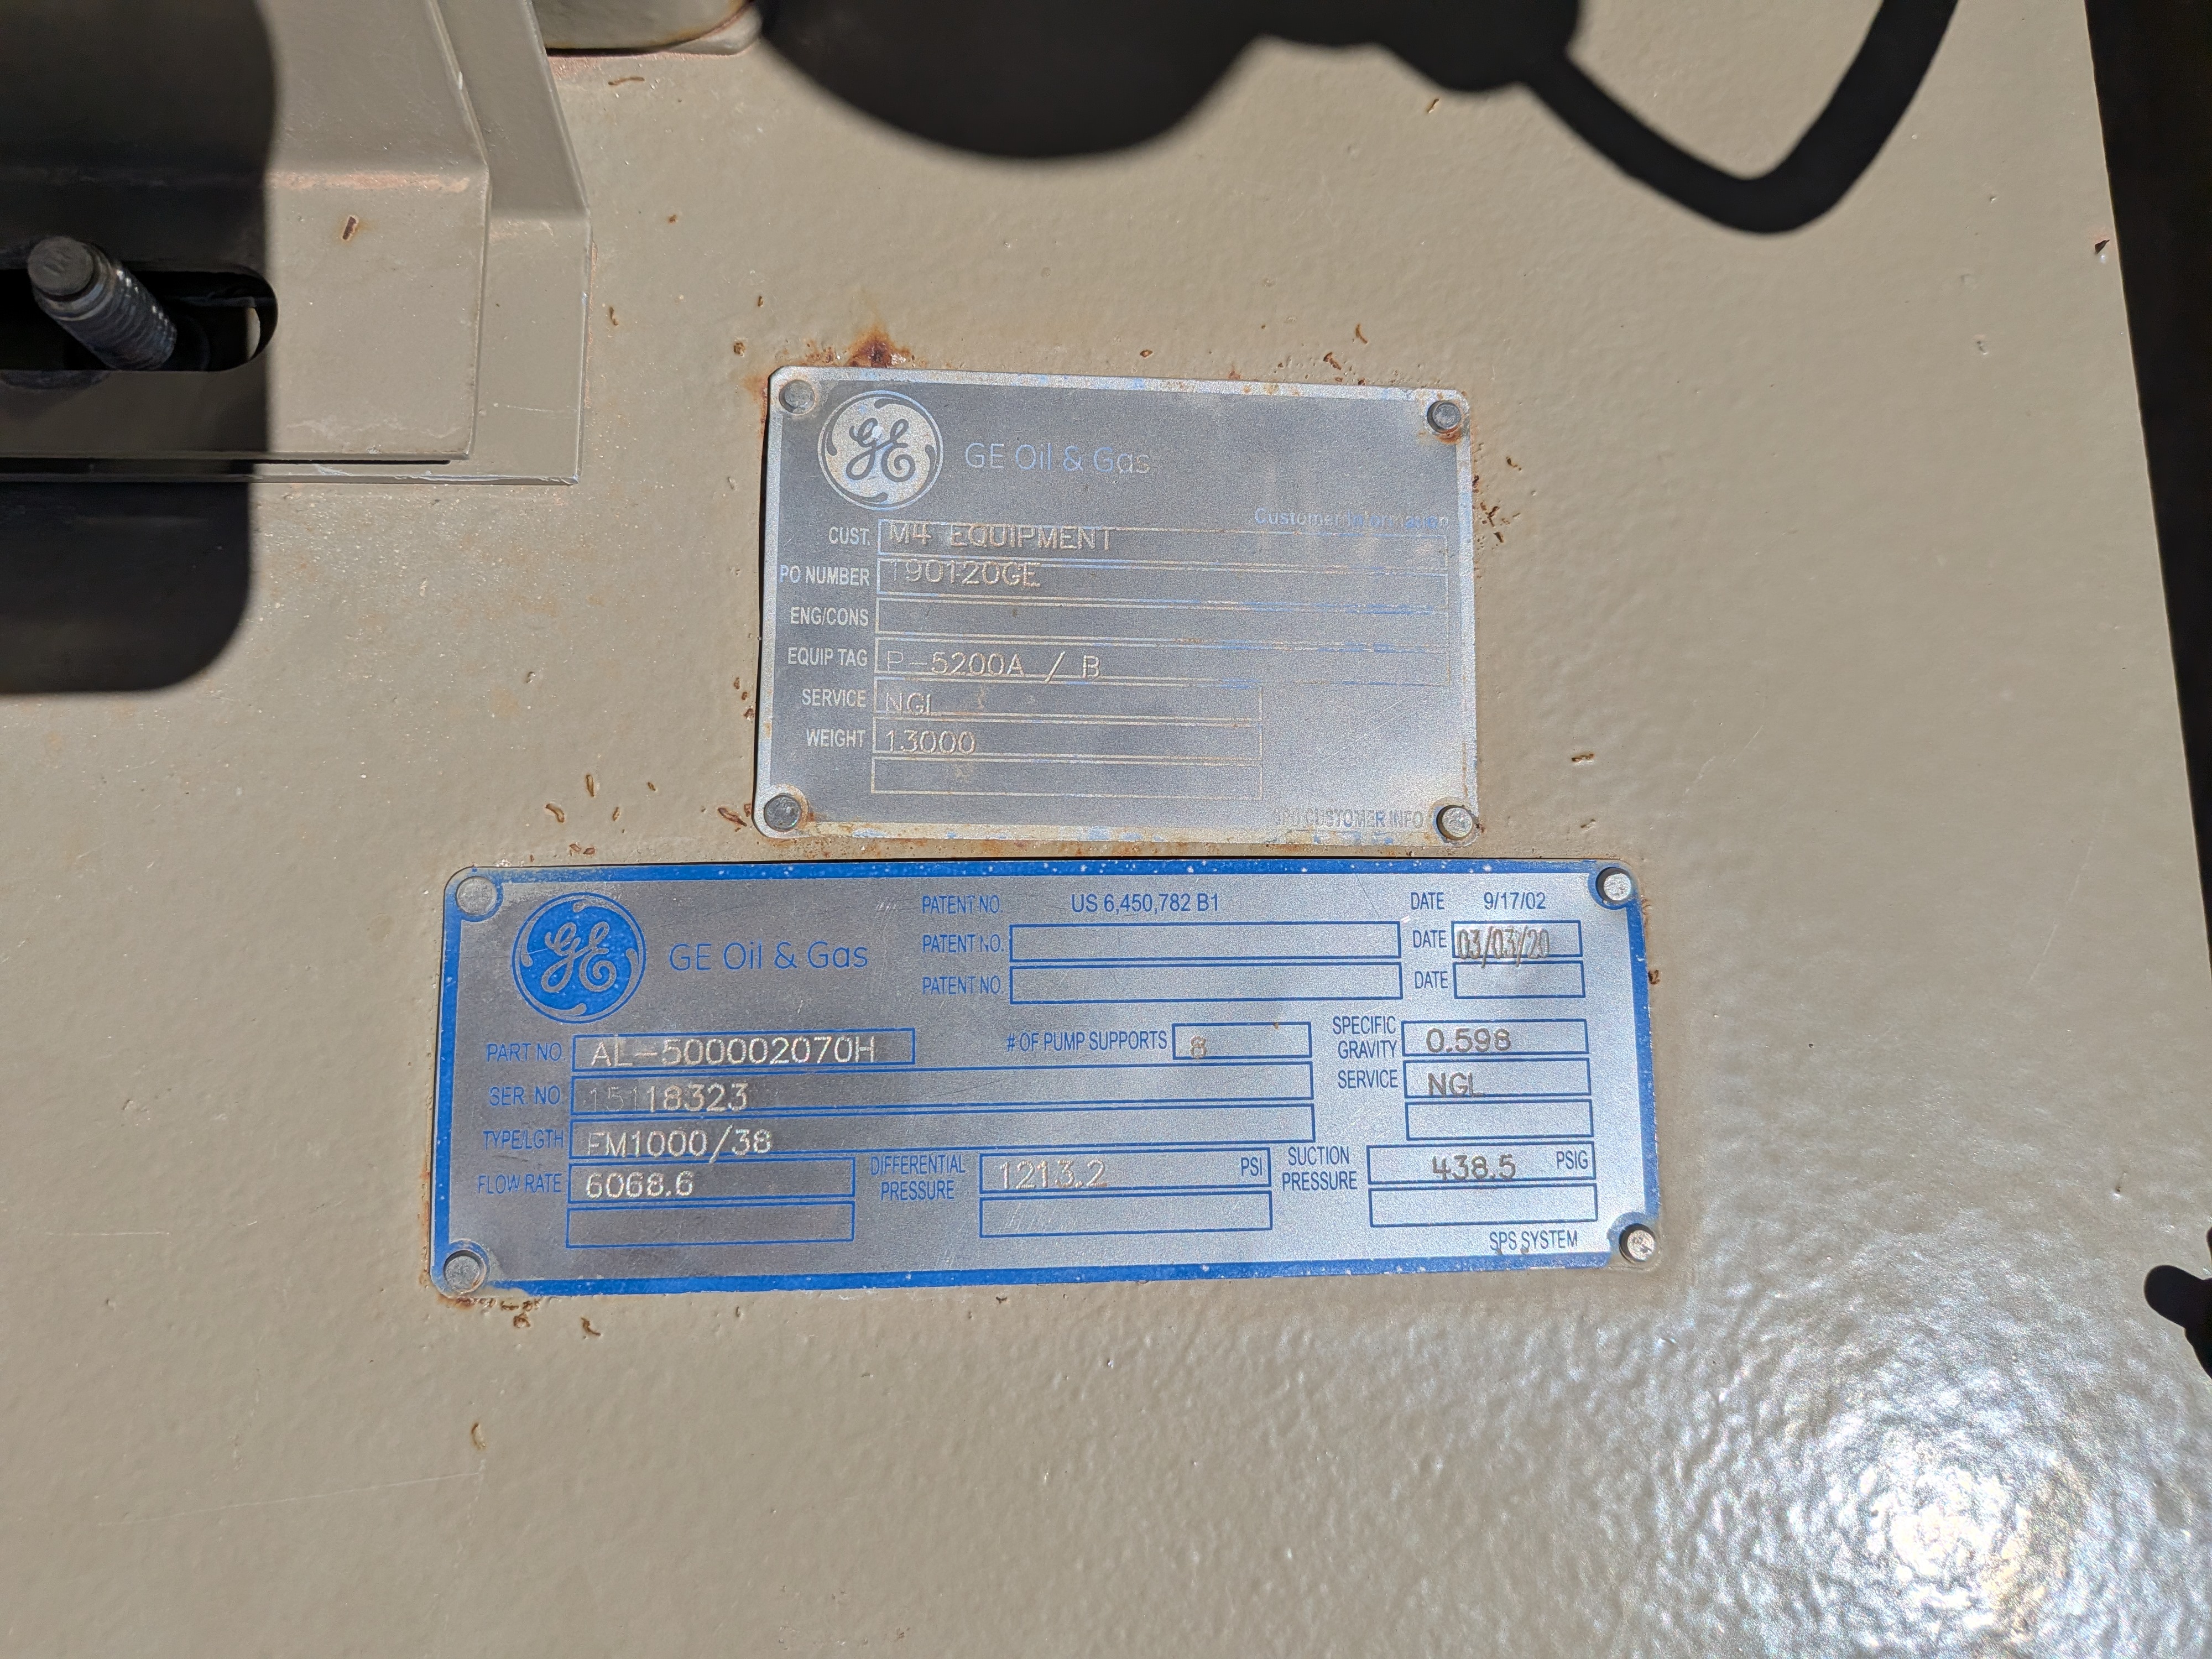 GE
GE Oil & Gas
Customer Information
CUST. M4 EQUIPMENT
PO NUMBER 190120GE
ENG/CONS
EQUIP TAG P-5200A / B
SERVICE NGL
WEIGHT 13000
SPS CUSTOMER INFO
GE
GE Oil & Gas
PATENT NO. US 6,450,782 B1 DATE 9/17/02
PATENT NO. DATE 03/03/20
PATENT NO. DATE
PART NO. AL-500002070H # OF PUMP SUPPORTS 8 SPECIFIC GRAVITY 0.598
SER. NO. 15118323 SERVICE NGL
TYPE/LGTH FM1000/38
FLOW RATE 6068.6 DIFFERENTIAL PRESSURE 1213.2 PSI SUCTION PRESSURE 438.5 PSIG
SPS SYSTEM